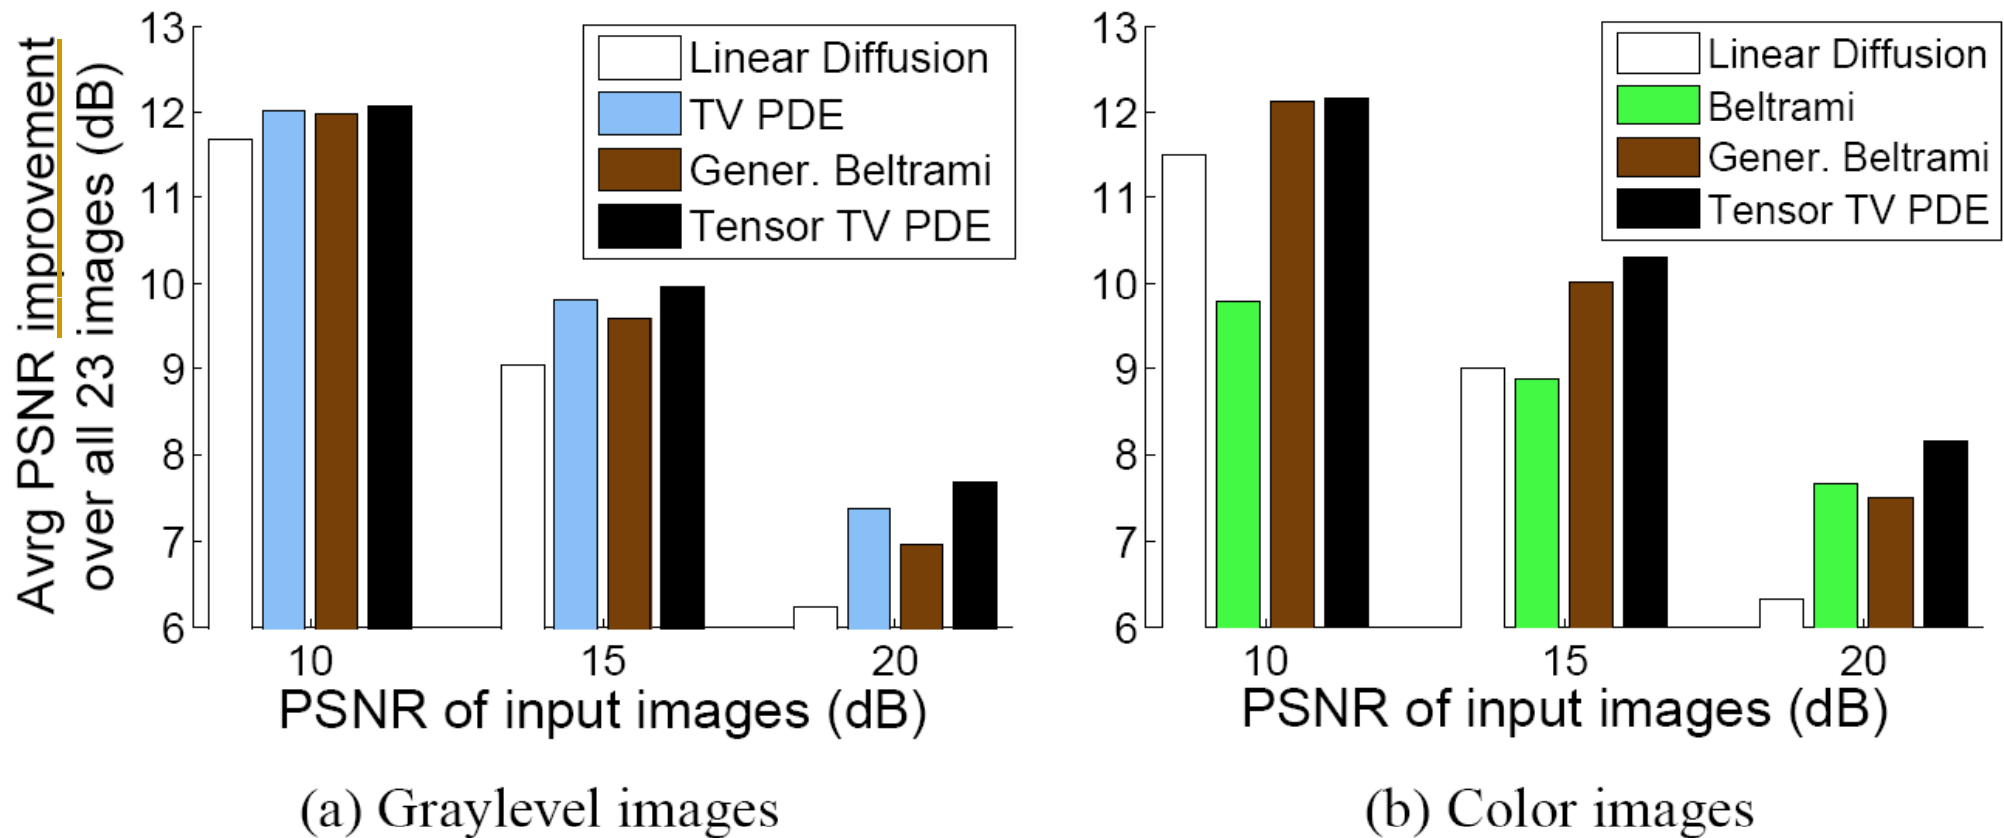 Avrg PSNR improvement
over all 23 images (dB)
13
12
11
10
9
8
7
6
Linear Diffusion
TV PDE
Gener. Beltrami
Tensor TV PDE
10
15
20
PSNR of input images (dB)
(a) Graylevel images
13
12
11
10
9
8
7
6
Linear Diffusion
Beltrami
Gener. Beltrami
Tensor TV PDE
10
15
20
PSNR of input images (dB)
(b) Color images